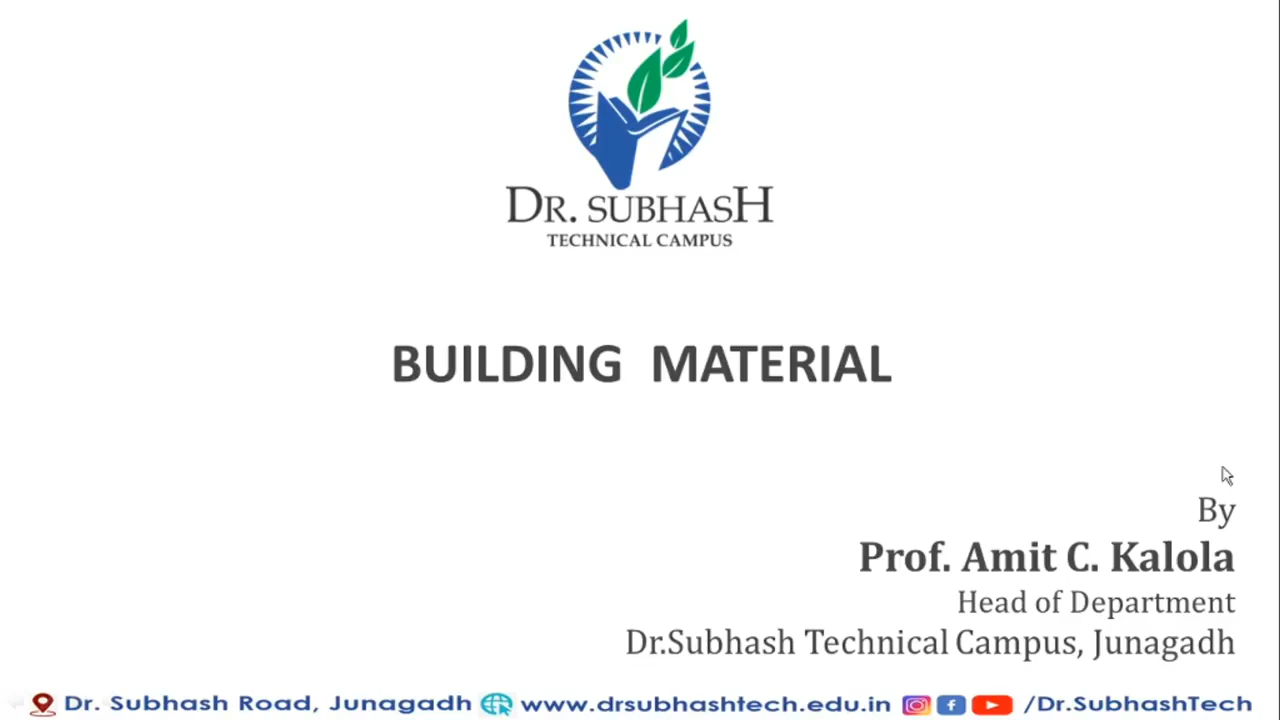 DR. SUBHASH
TECHNICAL CAMPUS
BUILDING MATERIAL
By
Prof. Amit C. Kalola
Head of Department
Dr.Subhash Technical Campus, Junagadh
Dr. Subhash Road, Junagadh www.drsubhashtech.edu.in /Dr.SubhashTech